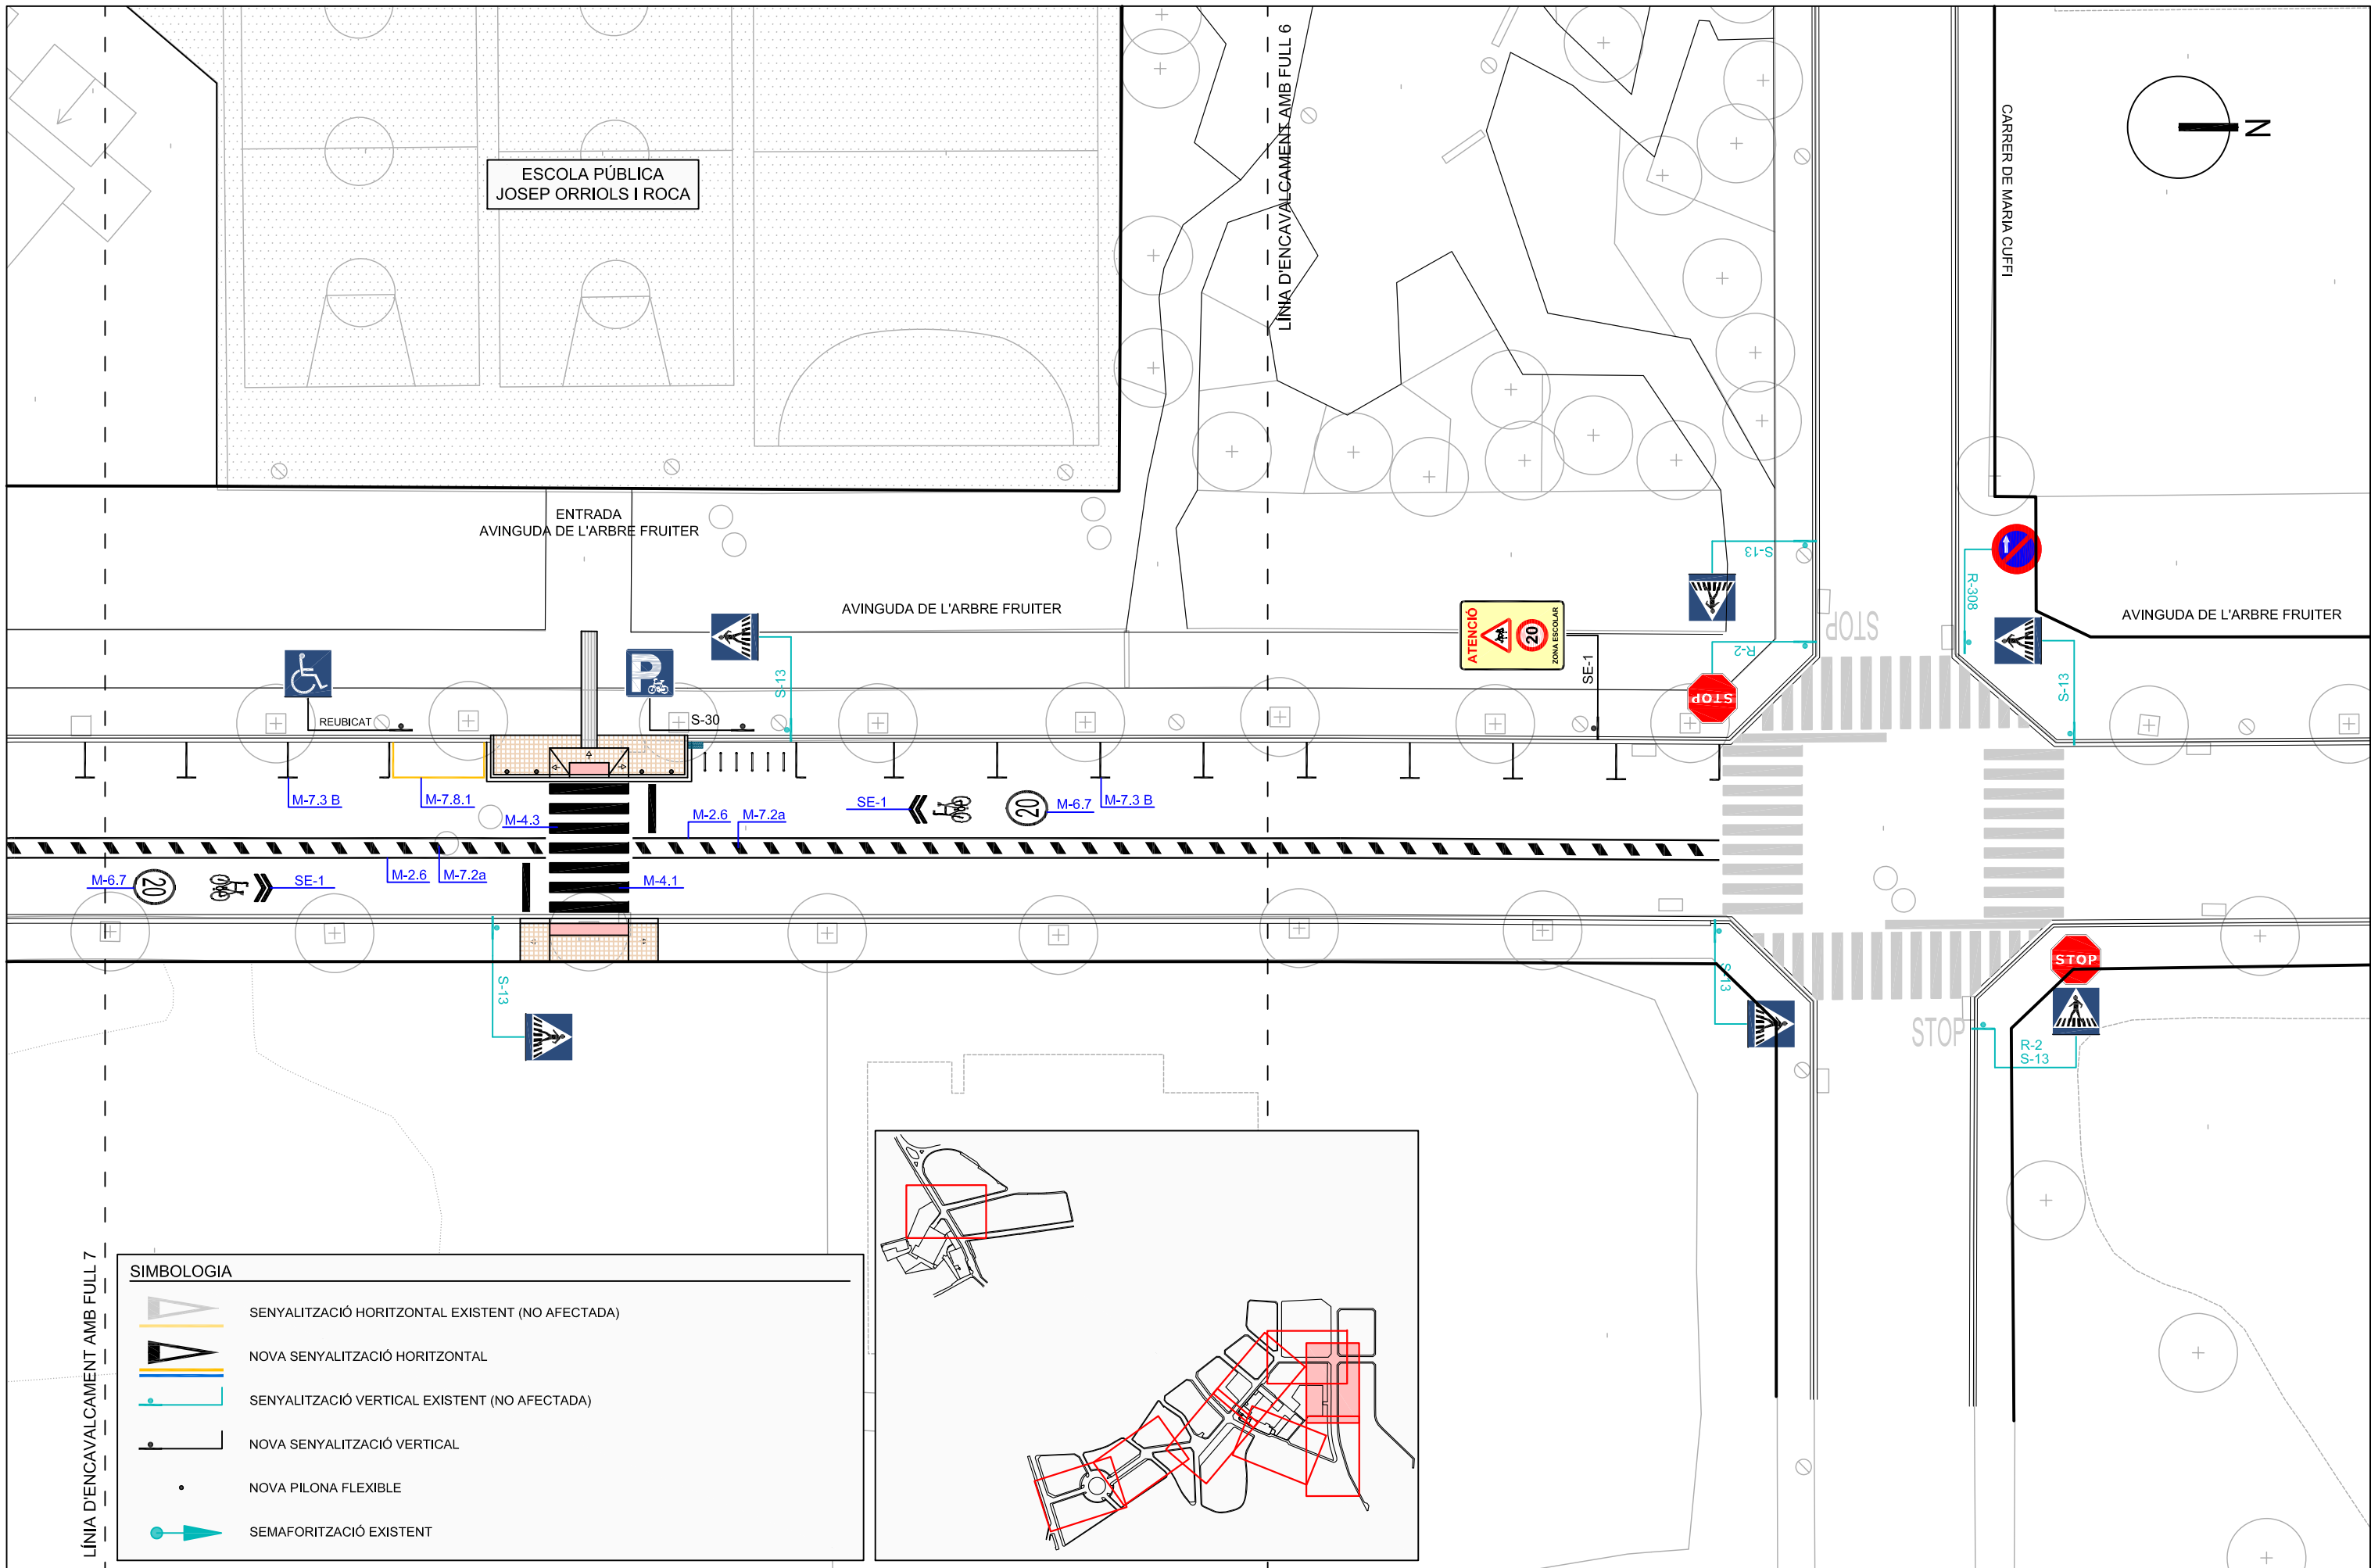 LÍNIA D'ENCAVALCAMENT AMB FULL 6
CARRER DE MARIA CUFFI
N
ESCOLA PÚBLICA
JOSEP ORRIOLS I ROCA
ENTRADA
AVINGUDA DE L'ARBRE FRUITER
AVINGUDA DE L'ARBRE FRUITER
AVINGUDA DE L'ARBRE FRUITER
S-13
R-308
STOP
R-2
STOP
S-13
ATENCIÓ
20
ZONA ESCOLAR
SE-1
S-13
P
REUBICAT
S-30
M-7.3 B
M-7.8.1
M-4.3
M-2.6
M-7.2a
SE-1
20
M-6.7
M-7.3 B
M-6.7
20
SE-1
M-2.6
M-7.2a
M-4.1
S-13
S-13
STOP
STOP
R-2
S-13
LÍNIA D'ENCAVALCAMENT AMB FULL 7
SIMBOLOGIA
SENYALITZACIÓ HORITZONTAL EXISTENT (NO AFECTADA)
NOVA SENYALITZACIÓ HORITZONTAL
SENYALITZACIÓ VERTICAL EXISTENT (NO AFECTADA)
NOVA SENYALITZACIÓ VERTICAL
NOVA PILONA FLEXIBLE
SEMAFORITZACIÓ EXISTENT